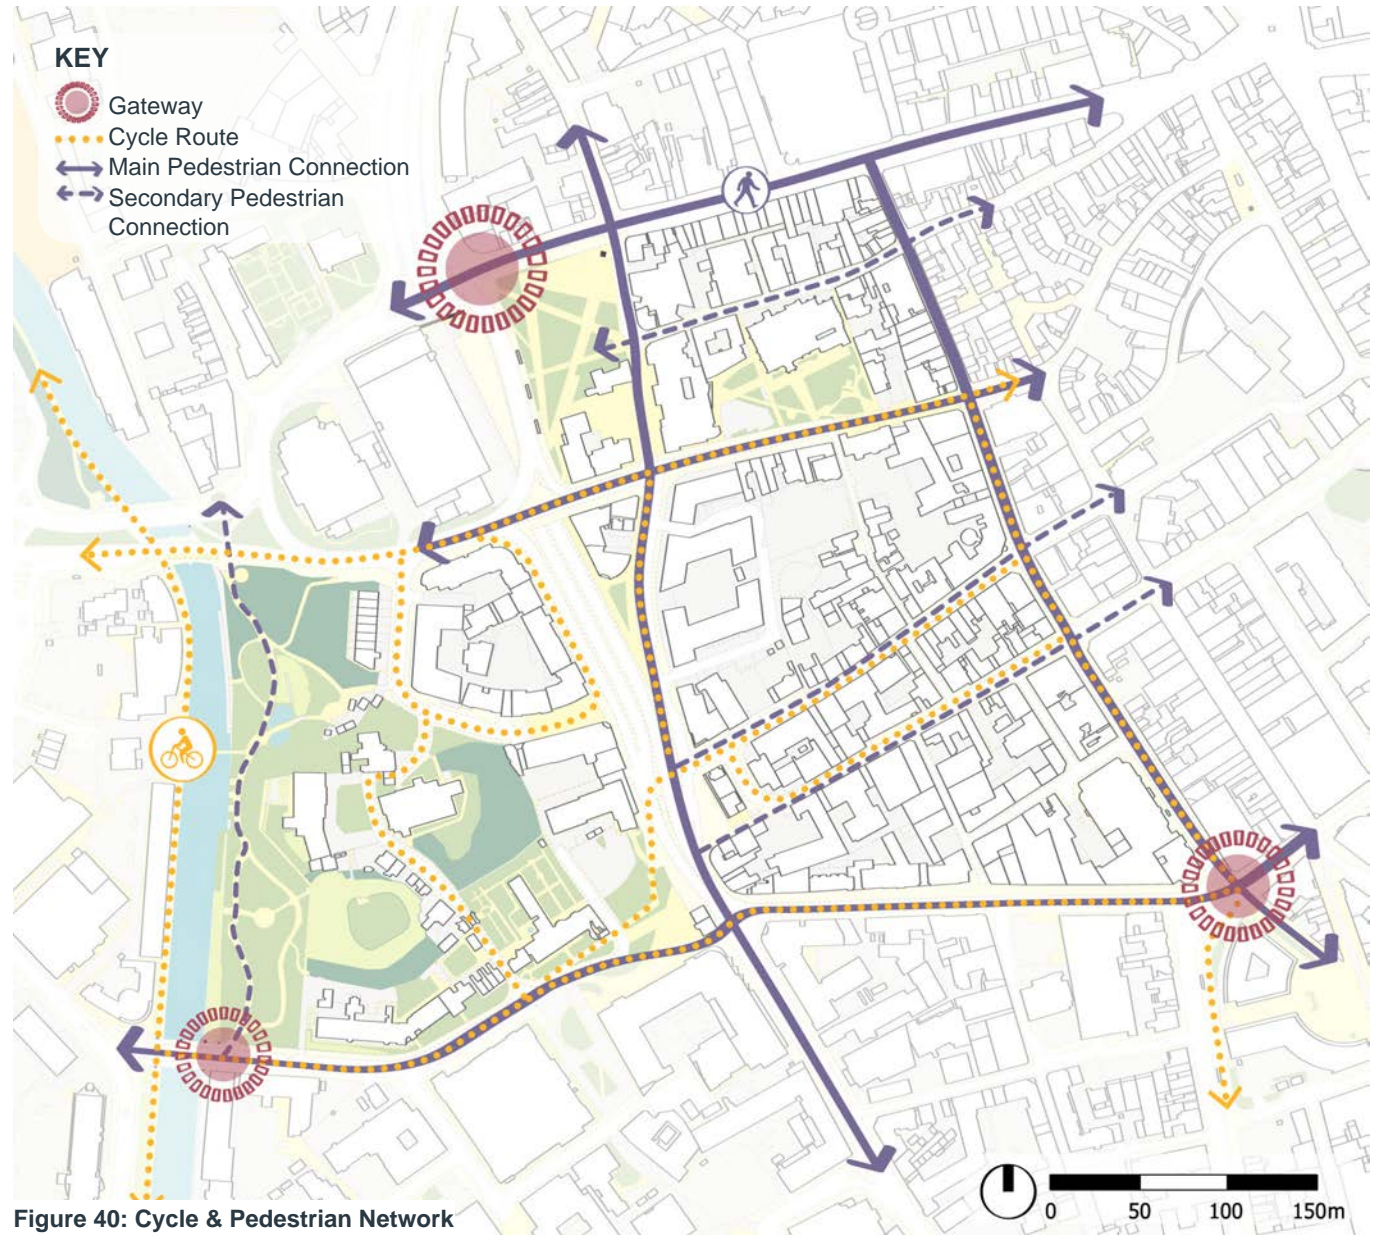 KEY
Gateway
Cycle Route
Main Pedestrian Connection
Secondary Pedestrian
Connection
0 50 100 150m
Figure 40: Cycle & Pedestrian Network